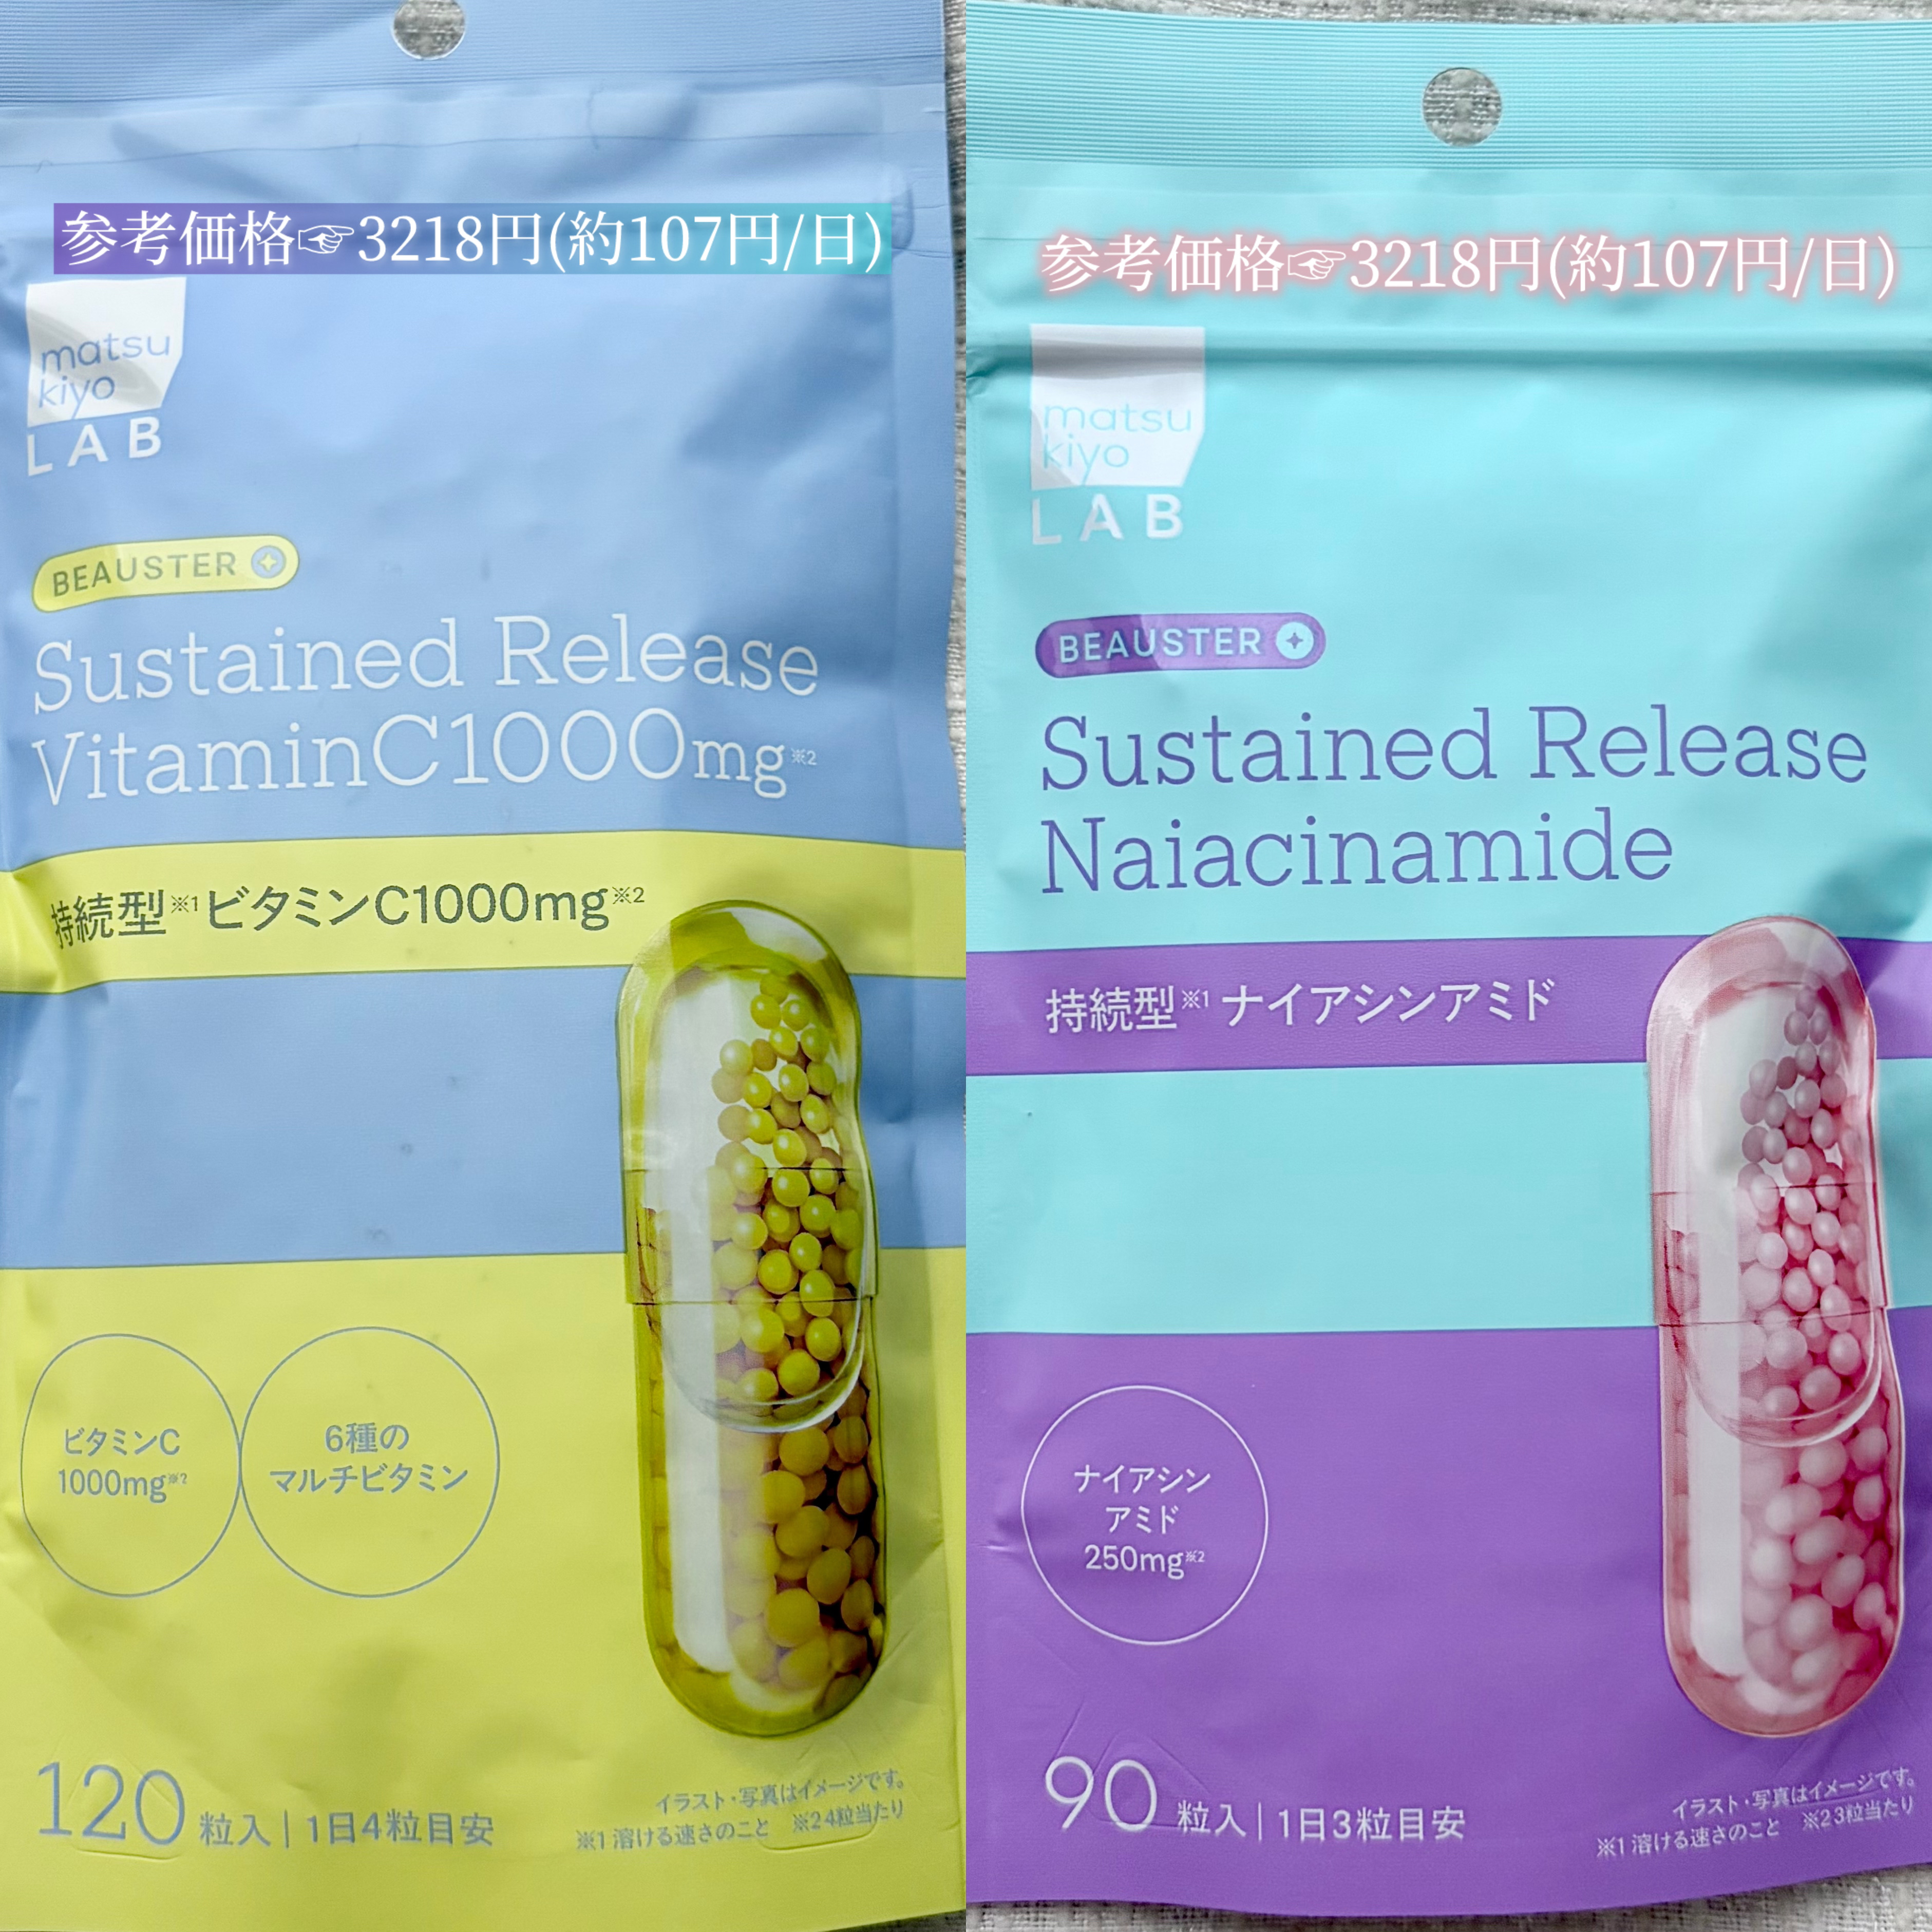 参考価格☞3218円(約107円/日)
matsu
kiyo
LAB
BEAUSTER
Sustained Release
VitaminC1000mg※2
持続型※1ビタミンC1000mg※2
ビタミンC
1000mg※2
6種の
マルチビタミン
120粒入｜1日4粒目安
イラスト・写真はイメージです。
※1 溶ける速さのこと ※2 4粒当たり
参考価格☞3218円(約107円/日)
matsu
kiyo
LAB
BEAUSTER
Sustained Release
Naiacinamide
持続型※1ナイアシンアミド
ナイアシン
アミド
250mg※2
90粒入｜1日3粒目安
イラスト・写真はイメージです。
※1 溶ける速さのこと ※2 3粒当たり